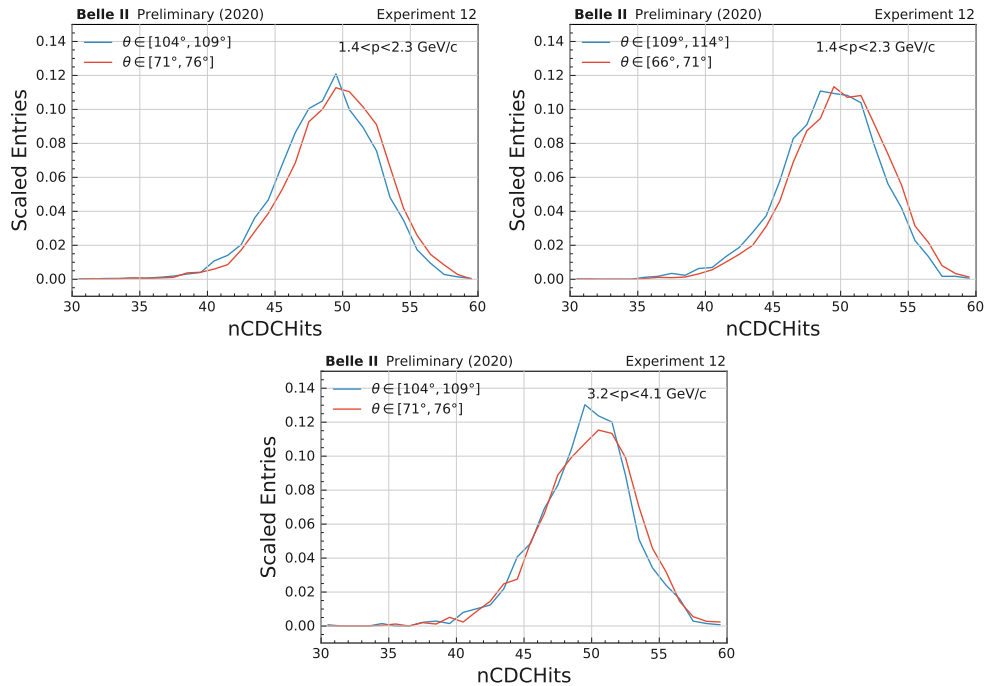 Belle II Preliminary (2020) Experiment 12
θ ∈ [104°, 109°]
θ ∈ [71°, 76°]
1.4<p<2.3 GeV/c
Scaled Entries
0.14
0.12
0.10
0.08
0.06
0.04
0.02
0.00
30 35 40 45 50 55 60
nCDCHits
Belle II Preliminary (2020) Experiment 12
θ ∈ [109°, 114°]
θ ∈ [66°, 71°]
1.4<p<2.3 GeV/c
Scaled Entries
0.14
0.12
0.10
0.08
0.06
0.04
0.02
0.00
30 35 40 45 50 55 60
nCDCHits
Belle II Preliminary (2020) Experiment 12
θ ∈ [104°, 109°]
θ ∈ [71°, 76°]
3.2<p<4.1 GeV/c
Scaled Entries
0.14
0.12
0.10
0.08
0.06
0.04
0.02
0.00
30 35 40 45 50 55 60
nCDCHits